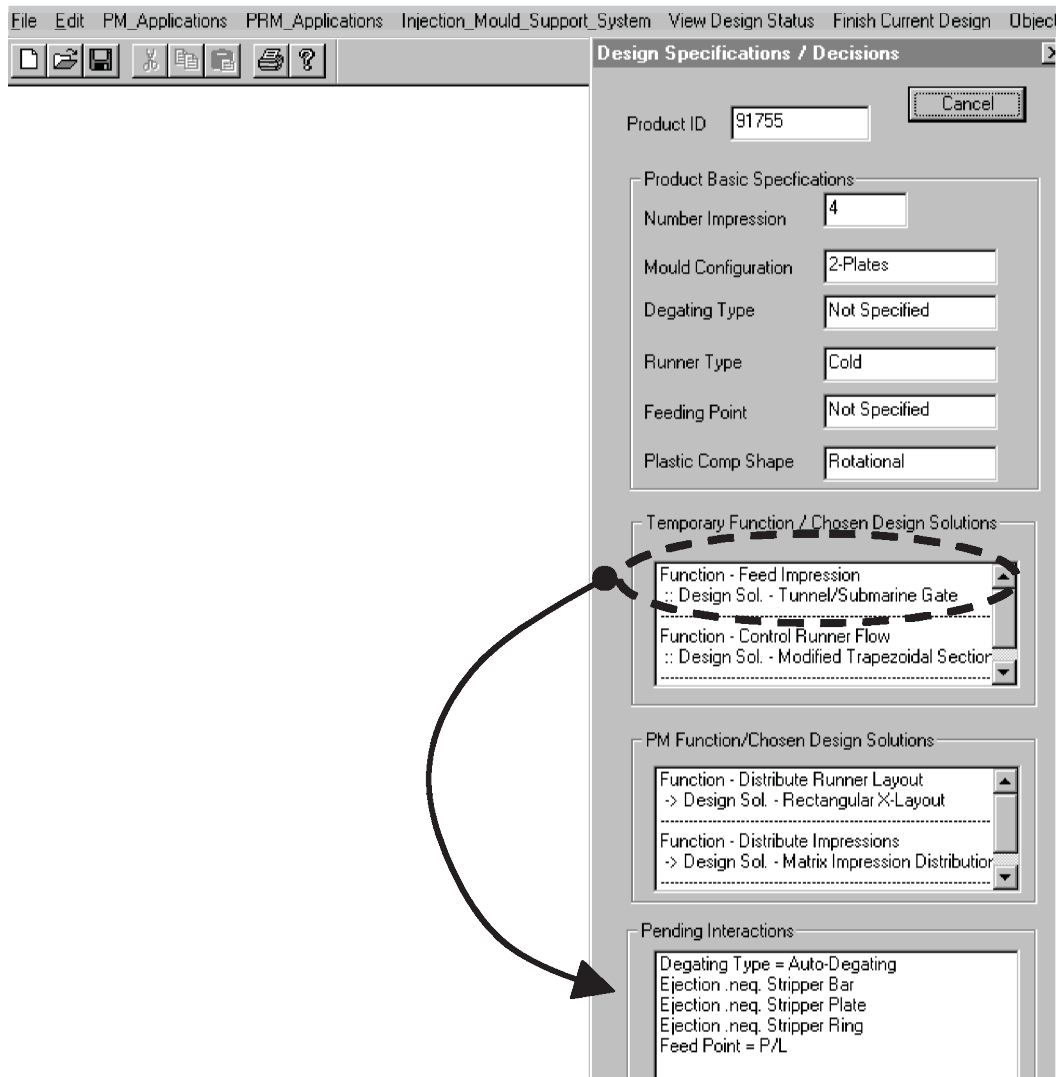 File Edit PM_Applications PRM_Applications Injection_Mould_Support_System View Design Status Finish Current Design Object
Design Specifications / Decisions
Cancel
Product ID 91755
Product Basic Specfications
Number Impression 4
Mould Configuration 2-Plates
Degating Type Not Specified
Runner Type Cold
Feeding Point Not Specified
Plastic Comp Shape Rotational
Temporary Function / Chosen Design Solutions
Function - Feed Impression
:: Design Sol. - Tunnel/Submarine Gate
Function - Control Runner Flow
:: Design Sol. - Modified Trapezoidal Section
PM Function/Chosen Design Solutions
Function - Distribute Runner Layout
-> Design Sol. - Rectangular X-Layout
Function - Distribute Impressions
-> Design Sol. - Matrix Impression Distribution
Pending Interactions
Degating Type = Auto-Degating
Ejection .neq. Stripper Bar
Ejection .neq. Stripper Plate
Ejection .neq. Stripper Ring
Feed Point = P/L